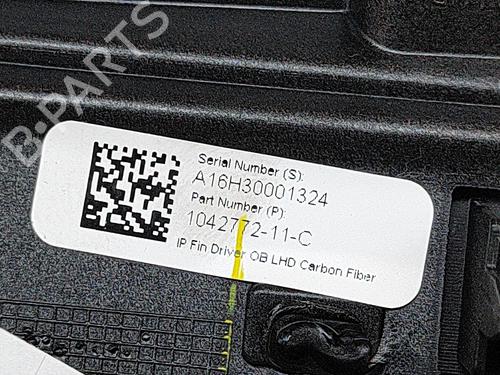 B-PARTS
Serial Number (S):
A16H30001324
Part Number (P):
1042772-11-C
IP Fin Driver OB LHD Carbon Fiber